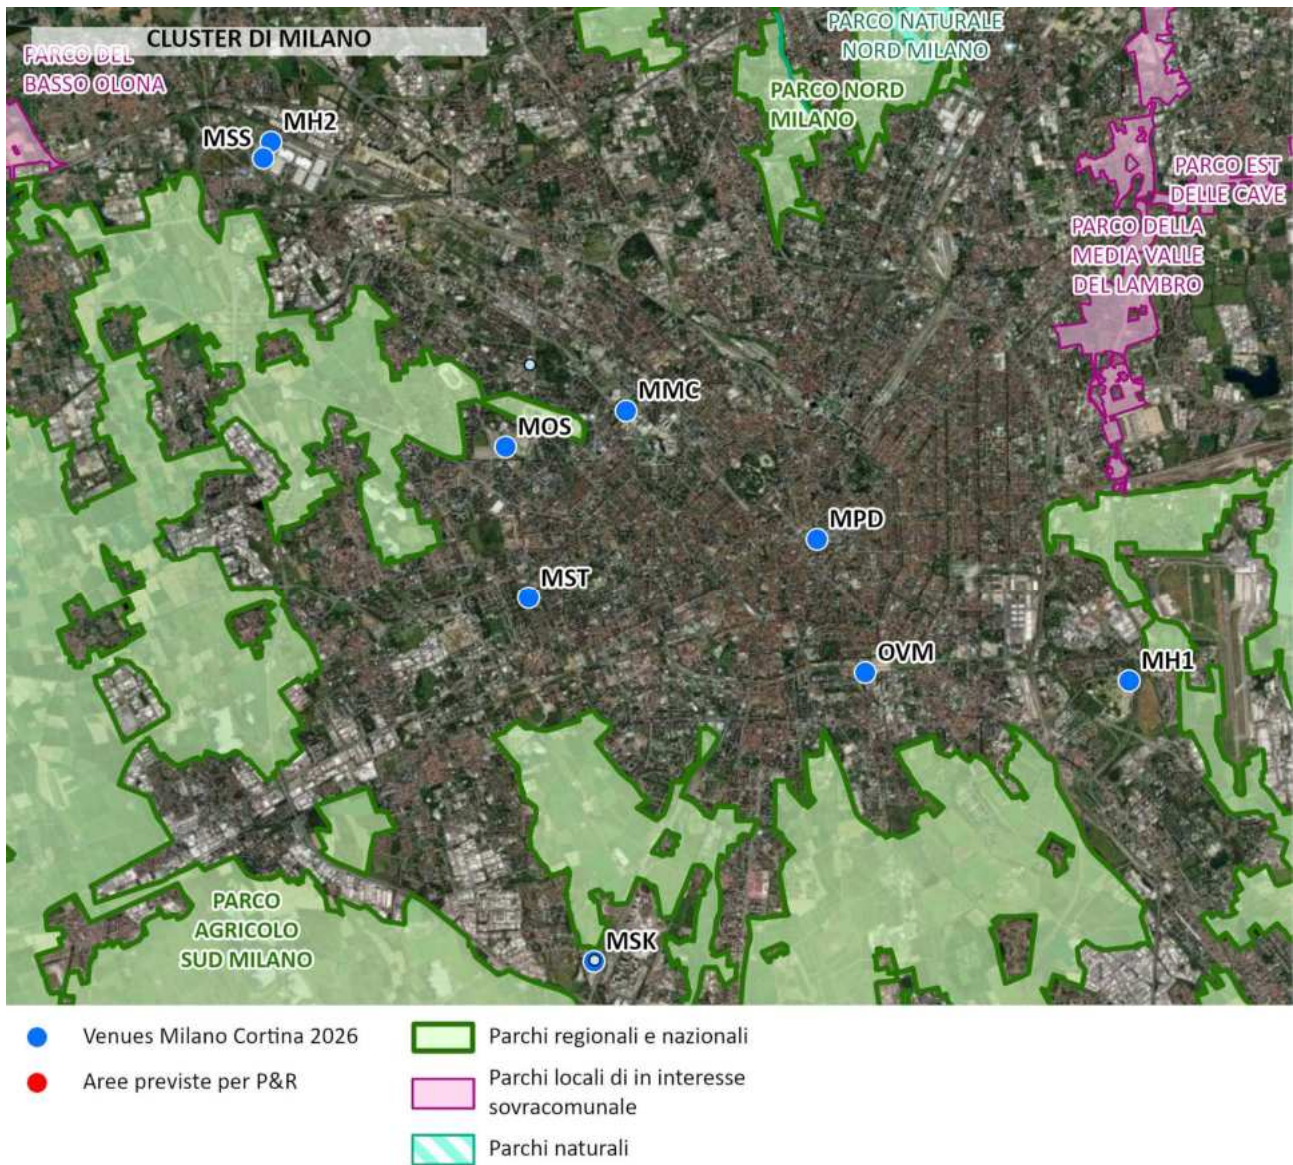 CLUSTER DI MILANO
PARCO DEL
BASSO OLONA
PARCO NATURALE
NORD MILANO
PARCO NORD
MILANO
MH2
MSS
PARCO EST
DELLE CAVE
PARCO DELLA
MEDIA VALLE
DEL LAMBRO
MMC
MOS
MPD
MST
OVM
MH1
PARCO
AGRICOLO
SUD MILANO
MSK
Venues Milano Cortina 2026
Aree previste per P&R
Parchi regionali e nazionali
Parchi locali di in interesse
sovracomunale
Parchi naturali